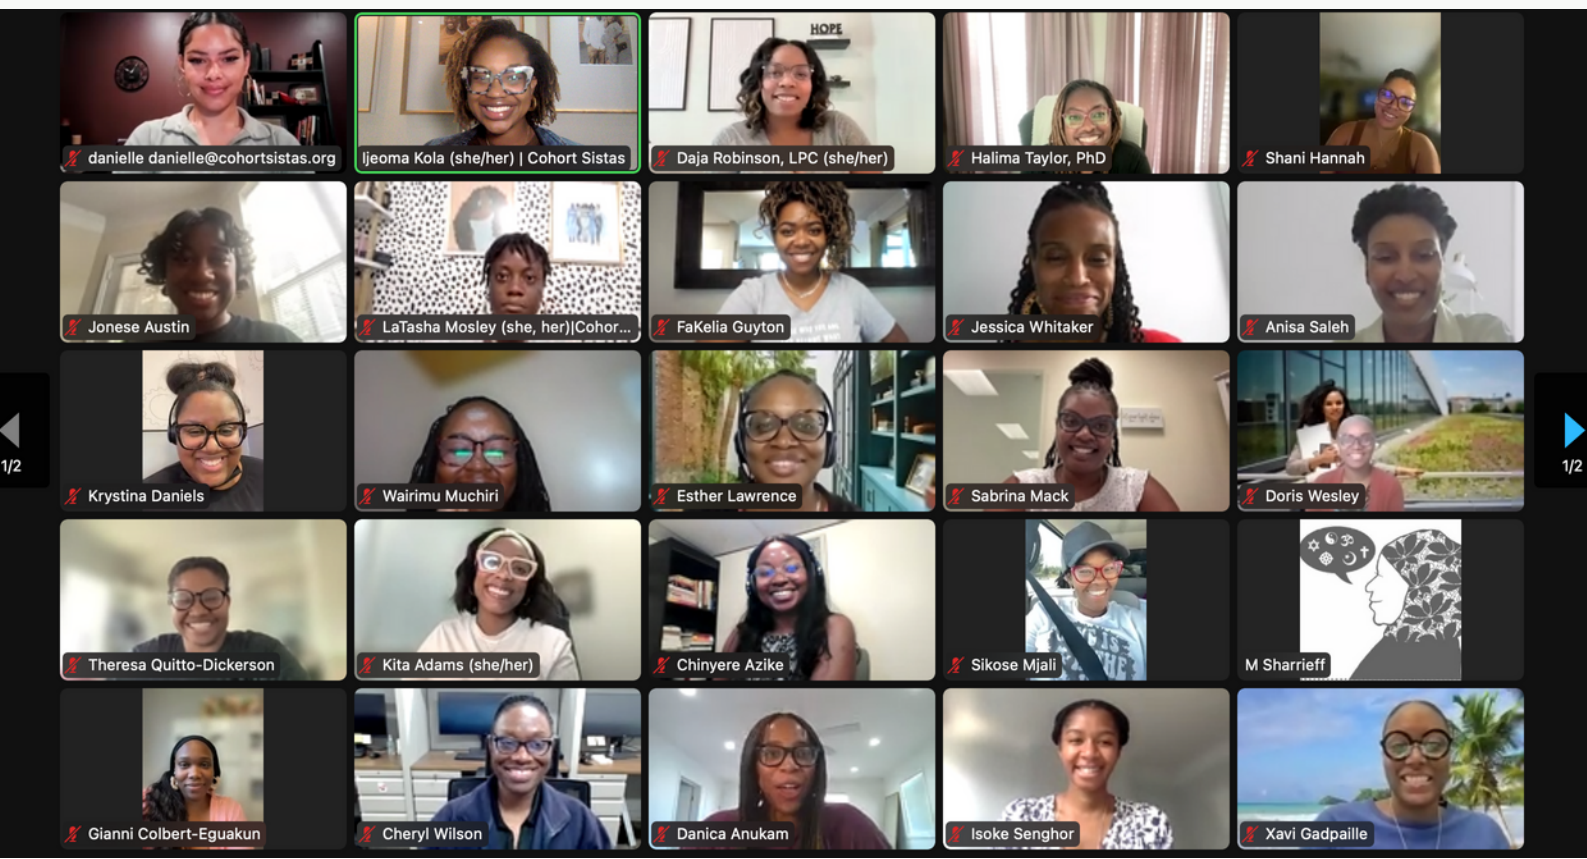 HOPE
danielle danielle@cohortsistas.org
Ijeoma Kola (she/her) | Cohort Sistas
Daja Robinson, LPC (she/her)
Halima Taylor, PhD
Shani Hannah
Jonese Austin
LaTasha Mosley (she, her)|Cohor...
FaKelia Guyton
Jessica Whitaker
Anisa Saleh
Krystina Daniels
Wairimu Muchiri
Esther Lawrence
Sabrina Mack
Doris Wesley
1/2
1/2
Theresa Quitto-Dickerson
Kita Adams (she/her)
Chinyere Azike
Sikose Mjali
M Sharrieff
Gianni Colbert-Eguakun
Cheryl Wilson
Danica Anukam
Isoke Senghor
Xavi Gadpaille